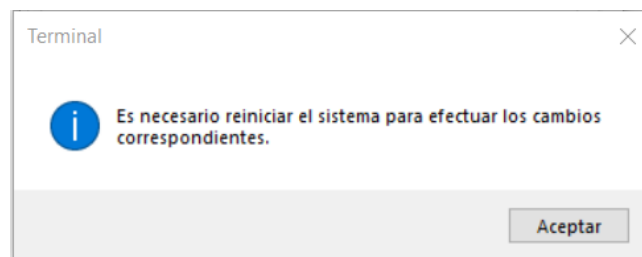 Terminal
Es necesario reiniciar el sistema para efectuar los cambios
correspondientes.
Aceptar